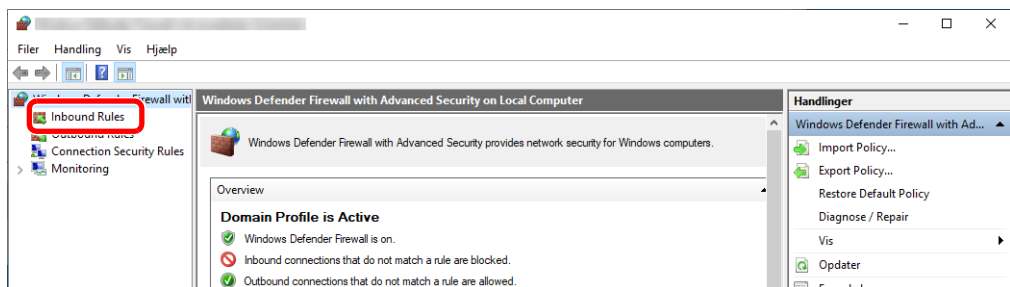 Filer Handling Vis Hjælp
Firewall with
Inbound Rules
Outbound Rules
Connection Security Rules
Monitoring
Windows Defender Firewall with Advanced Security on Local Computer
Windows Defender Firewall with Advanced Security provides network security for Windows computers.
Overview
Domain Profile is Active
Windows Defender Firewall is on.
Inbound connections that do not match a rule are blocked.
Outbound connections that do not match a rule are allowed.
Handlinger
Windows Defender Firewall with Ad...
Import Policy...
Export Policy...
Restore Default Policy
Diagnose / Repair
Vis
Opdater